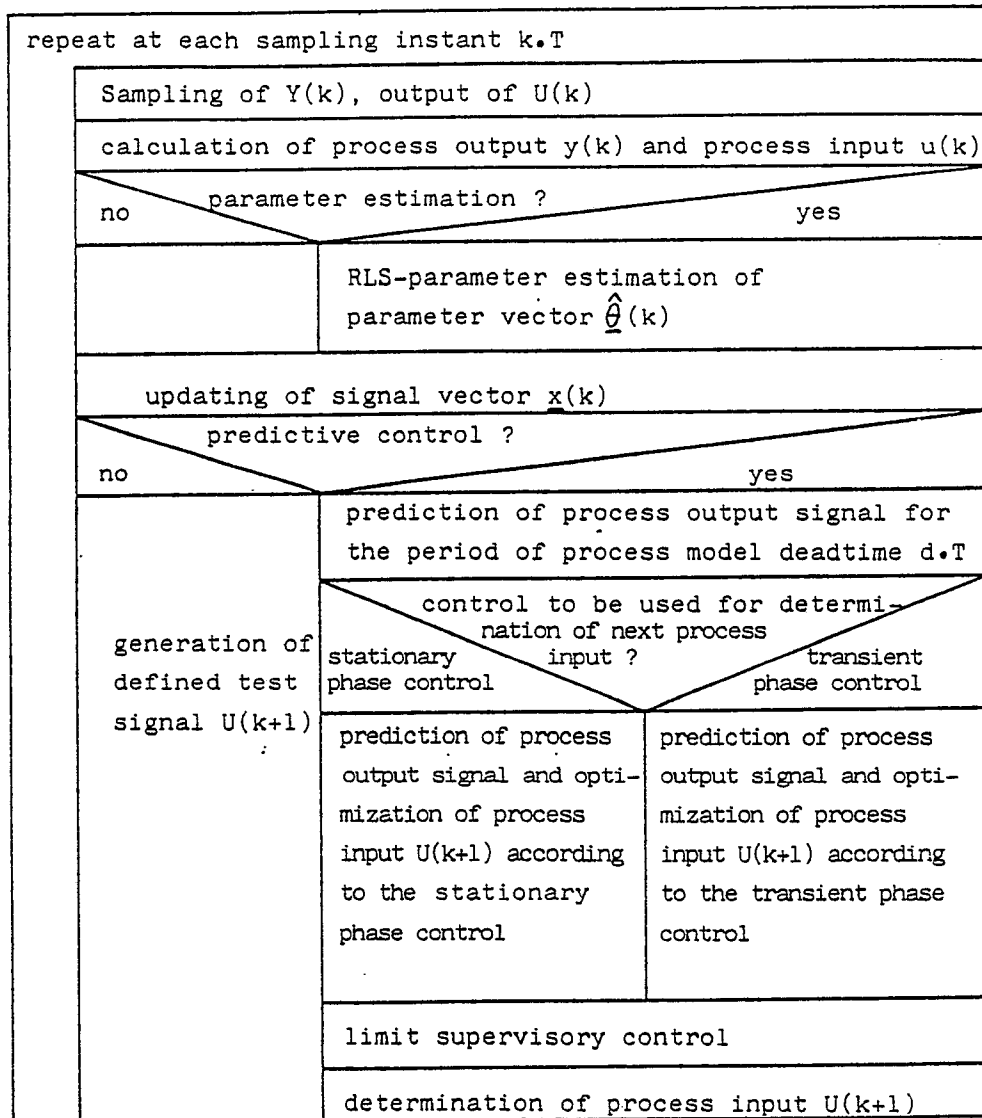 repeat at each sampling instant k.T
Sampling of Y(k), output of U(k)
calculation of process output y(k) and process input u(k)
parameter estimation ?
no
yes
RLS-parameter estimation of
parameter vector θ̲̂(k)
updating of signal vector x̲(k)
predictive control ?
no
yes
generation of
defined test
signal U(k+1)
prediction of process output signal for
the period of process model deadtime d.T
control to be used for determi-
nation of next process
input ?
stationary
phase control
transient
phase control
prediction of process
output signal and opti-
mization of process
input U(k+1) according
to the stationary
phase control
prediction of process
output signal and opti-
mization of process
input U(k+1) according
to the transient phase
control
limit supervisory control
determination of process input U(k+1)